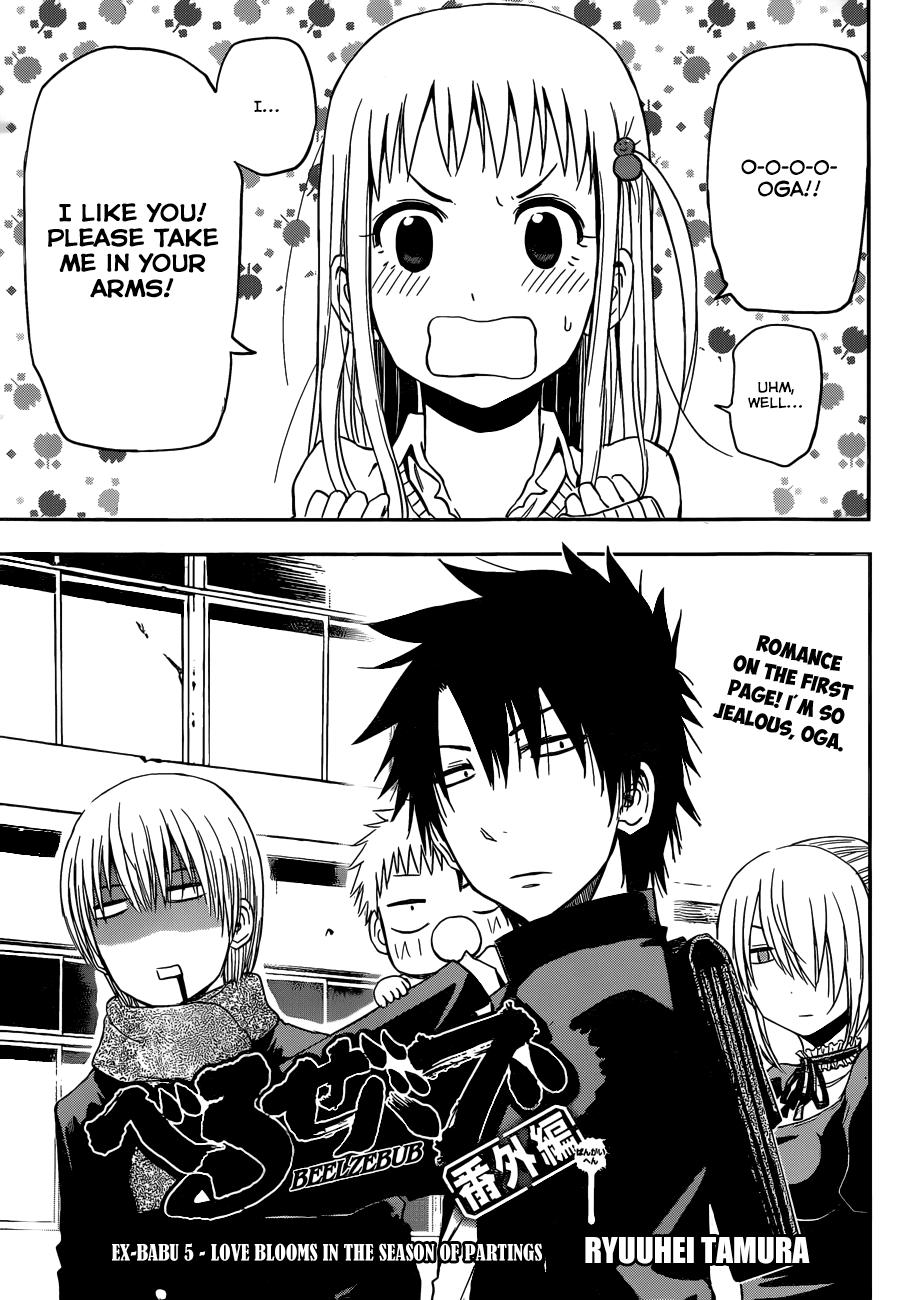 O-O-O-O-
OGA!!
UHM,
WELL...
I...
I LIKE YOU!
PLEASE TAKE
ME IN YOUR
ARMS!
ROMANCE
ON THE FIRST
PAGE! I'M SO
JEALOUS, OGA.
べるぜバブ
BEELZEBUB
番外編
ばんがい
へん
EX-BABU 5 - LOVE BLOOMS IN THE SEASON OF PARTINGS
RYUUHEI TAMURA